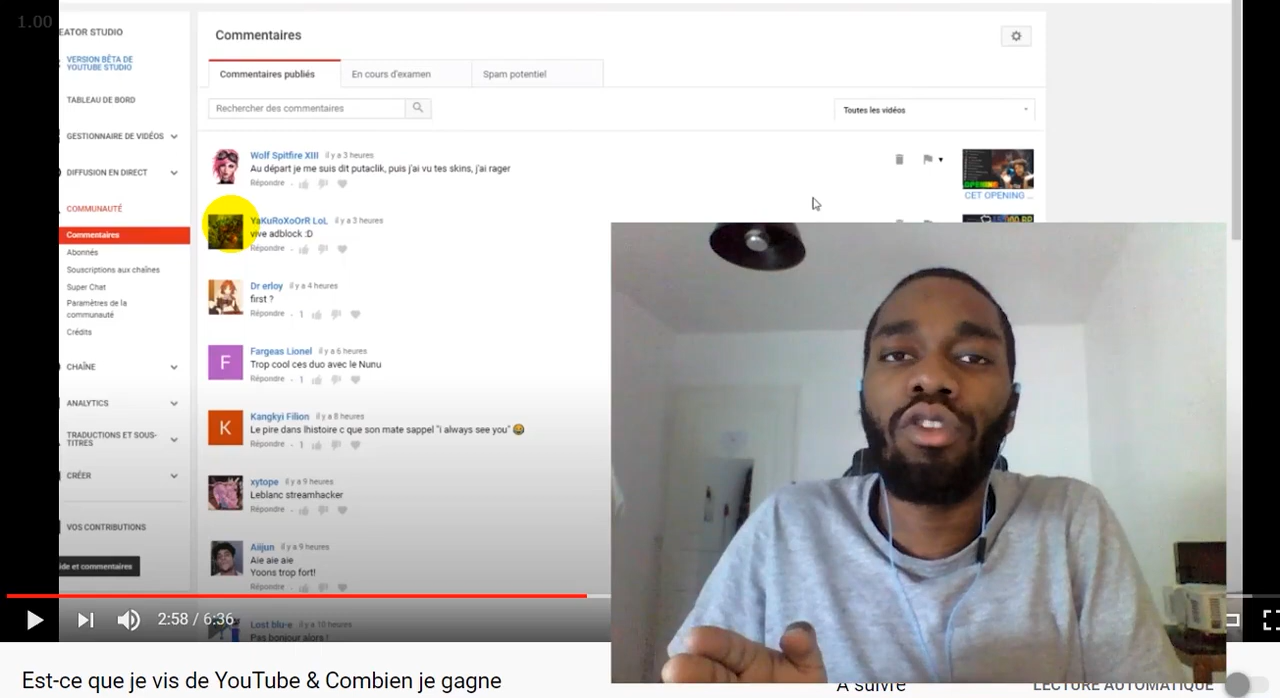 1.00
EATOR STUDIO
VERSION BÊTA DE
YOUTUBE STUDIO
TABLEAU DE BORD
GESTIONNAIRE DE VIDÉOS
DIFFUSION EN DIRECT
COMMUNAUTÉ
Commentaires
Abonnés
Souscriptions aux chaînes
Super Chat
Paramètres de la
communauté
Crédits
CHAÎNE
ANALYTICS
TRADUCTIONS ET SOUS-
TITRES
CRÉER
VOS CONTRIBUTIONS
ide et commentaires
Commentaires
Commentaires publiés
En cours d'examen
Spam potentiel
Rechercher des commentaires
Toutes les vidéos
Wolf Spitfire XIII il y a 3 heures
Au départ je me suis dit putaclik, puis j'ai vu tes skins, j'ai rager
Répondre
CET OPENING ...
YaKuRoXoOrR LoL il y a 3 heures
vive adblock :D
Répondre
Dr erloy il y a 4 heures
first ?
Répondre 1
Fargeas Lionel il y a 6 heures
Trop cool ces duo avec le Nunu
Répondre 1
Kangkyi Filion il y a 8 heures
Le pire dans lhistoire c que son mate sappel "i always see you" 😂
Répondre 1
xytope il y a 9 heures
Leblanc streamhacker
Répondre
Aiijun il y a 9 heures
Aie aie aie
Yoons trop fort!
Répondre
Lost blu-e il y a 10 heures
Pas bonjour alors !
2:58 / 6:36
Est-ce que je vis de YouTube & Combien je gagne
À suivre
LECTURE AUTOMATIQUE